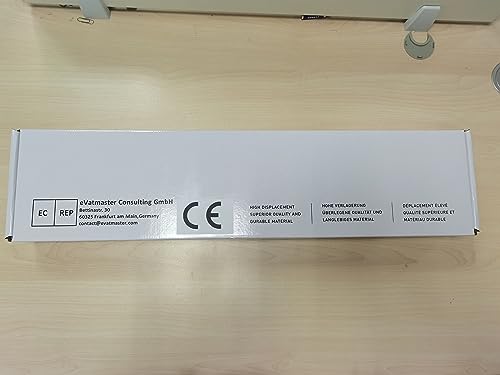 EC REP
eVatmaster Consulting GmbH
Bettinastr. 30
60325 Frankfurt am Main,Germany
contact@evatmaster.com
CE
HIGH DISPLACEMENT
SUPERIOR QUALITY AND
DURABLE MATERIAL
HOHE VERLAGERUNG
ÜBERLEGENE QUALITÄT UND
LANGLEBIGES MATERIAL
DÉPLACEMENT ÉLEVÉ
QUALITÉ SUPÉRIEURE ET
MATÉRIAU DURABLE